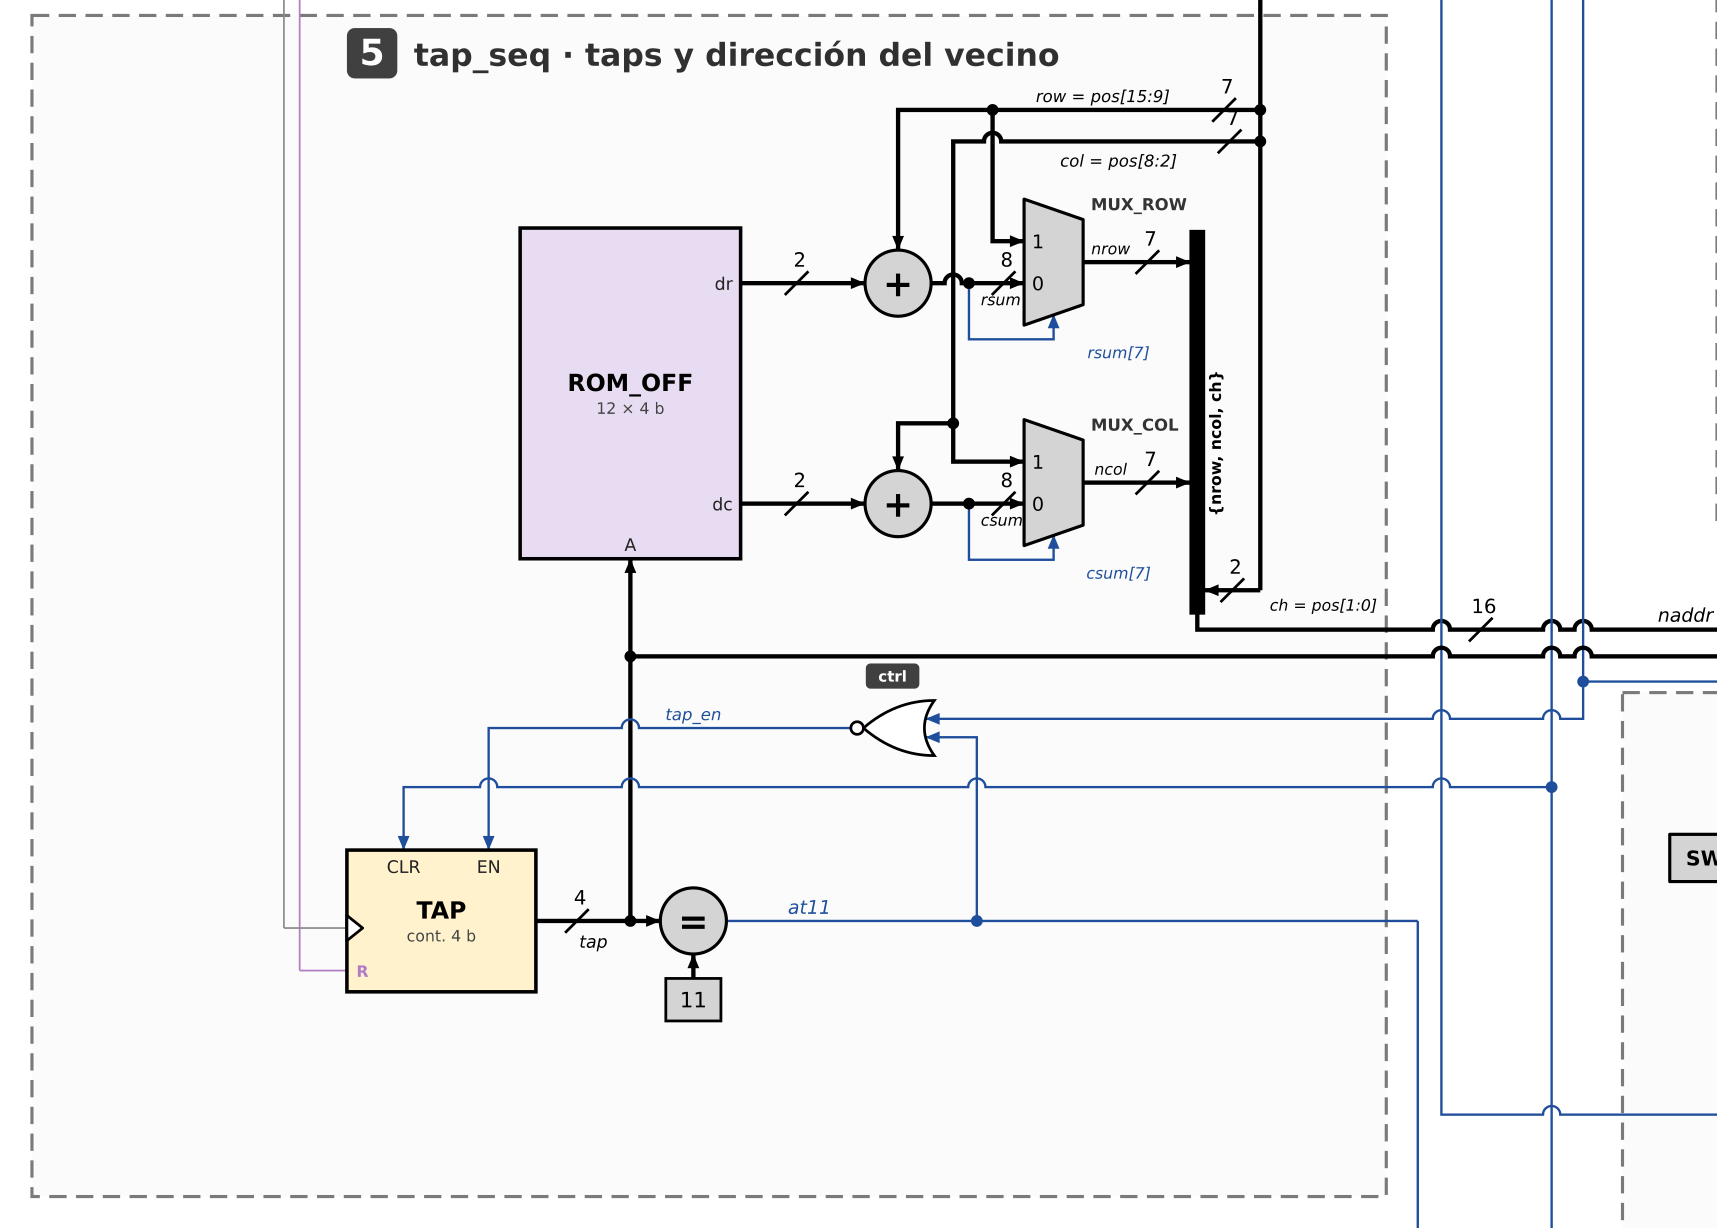 5 tap_seq · taps y dirección del vecino
row = pos[15:9]
7
7
col = pos[8:2]
MUX_ROW
1
nrow
7
dr
2
+
8
0
rsum
rsum[7]
ROM_OFF
12 × 4 b
{nrow, ncol, ch}
MUX_COL
1
ncol
7
dc
2
+
8
0
csum
A
csum[7]
2
ch = pos[1:0]
16
naddr
ctrl
tap_en
CLR
EN
TAP
cont. 4 b
R
4
tap
=
at11
11
SW